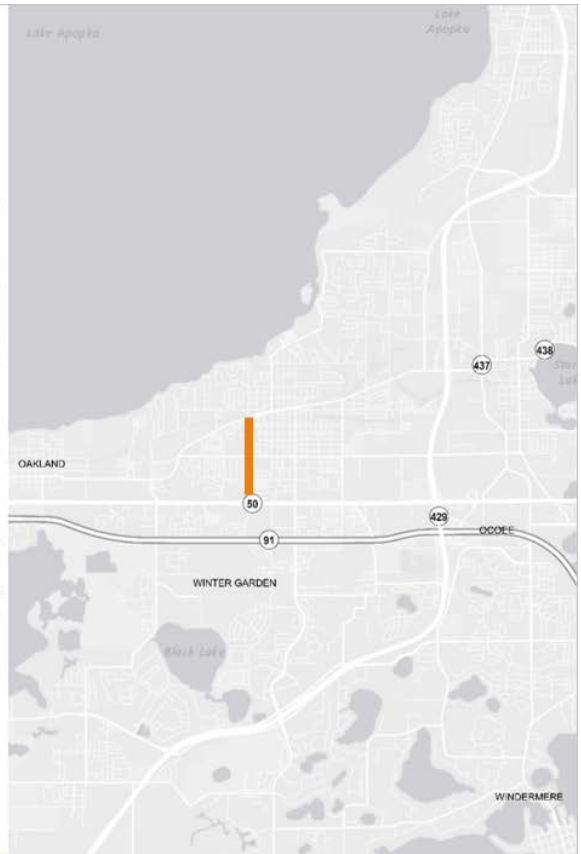 Lake Apopka
Lake
Apopka
438
437
OAKLAND
50
429
OCOEE
91
WINTER GARDEN
Black Lake
WINDERMERE